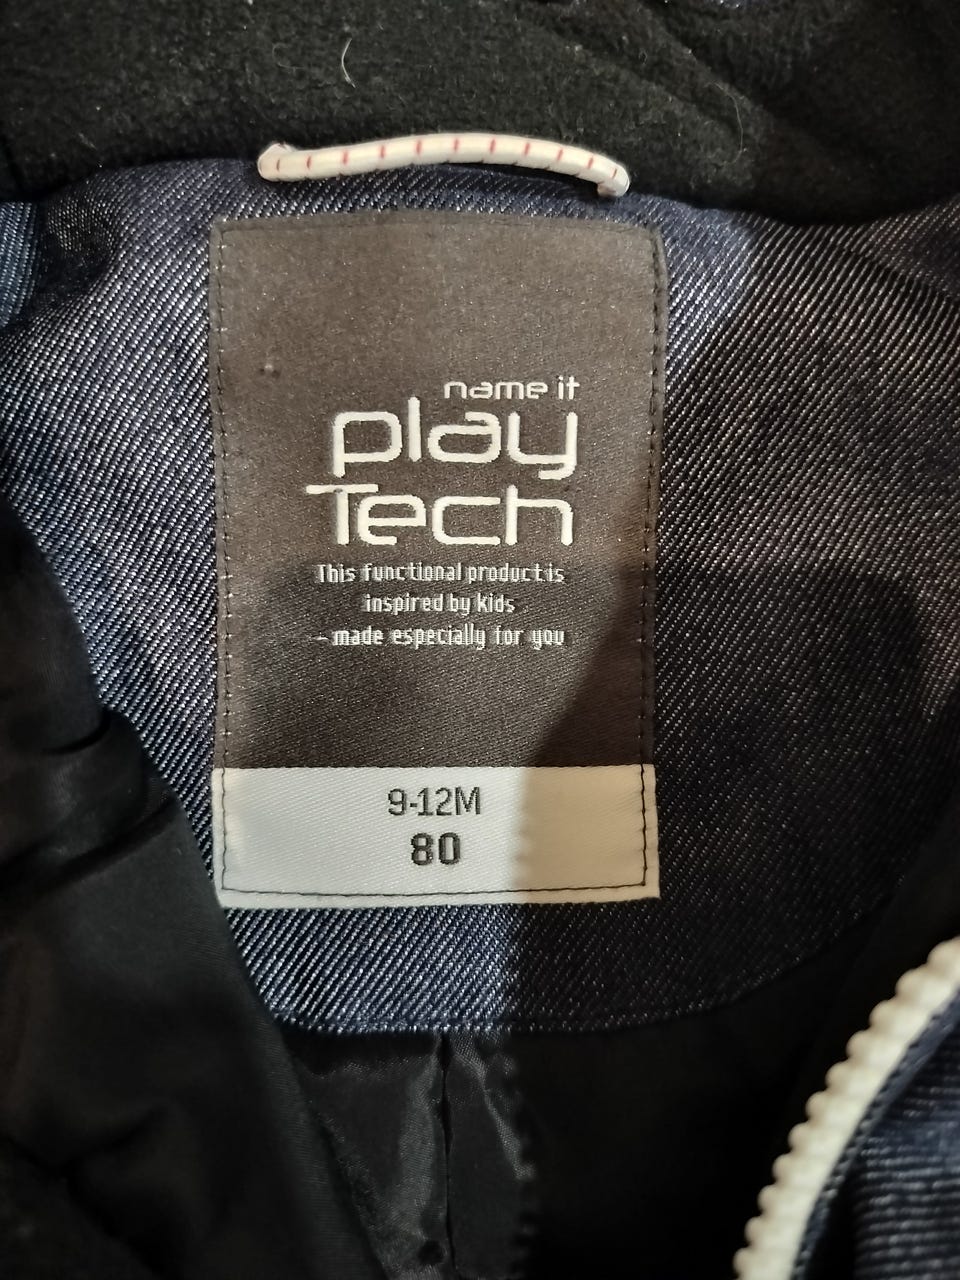 name it
play
Tech
This functional product is
inspired by kids
- made especially for you
9-12M
80